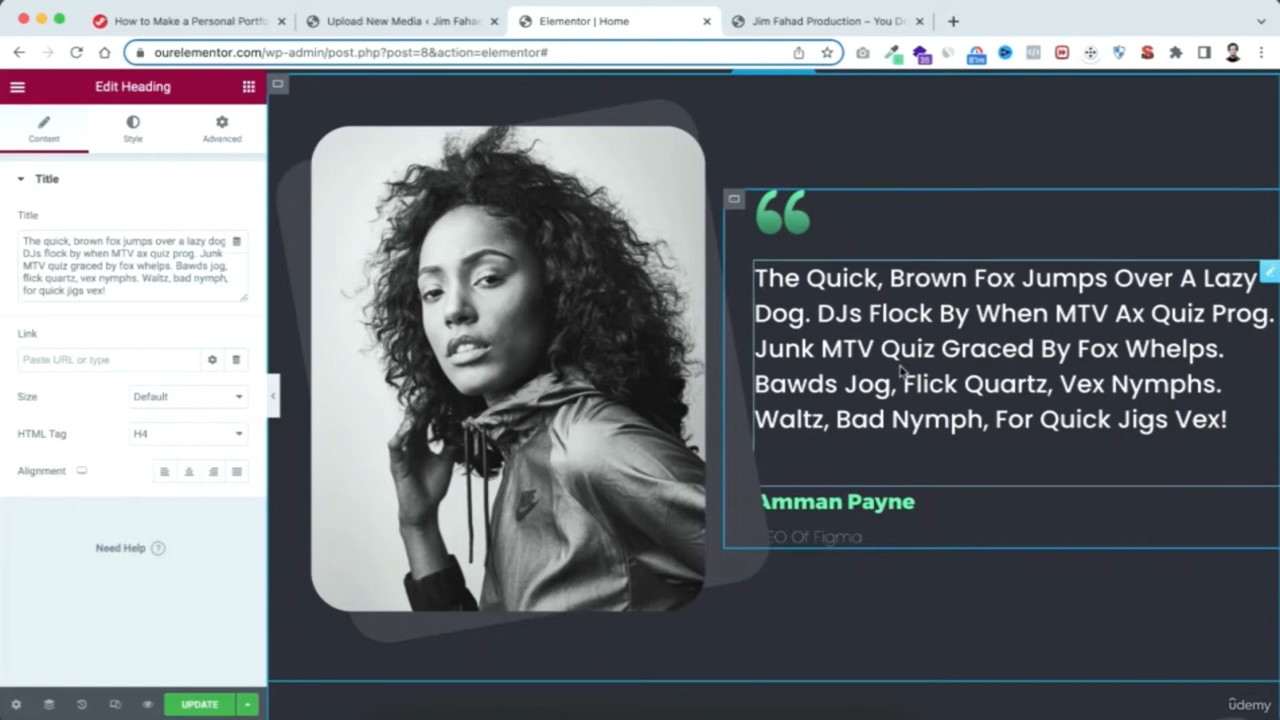 How to Make a Personal Portfo
Upload New Media ‹ Jim Fahad
Elementor | Home
Jim Fahad Production – You De
ourelementor.com/wp-admin/post.php?post=8&action=elementor#
36
81m
Edit Heading
Content
Style
Advanced
Title
Title
The quick, brown fox jumps over a lazy dog
DJs flock by when MTV ax quiz prog. Junk
MTV quiz graced by fox whelps. Bawds jog,
flick quartz, vex nymphs. Waltz, bad nymph,
for quick jigs vex!
Link
Paste URL or type
Size
Default
HTML Tag
H4
Alignment
Need Help
UPDATE
The Quick, Brown Fox Jumps Over A Lazy
Dog. DJs Flock By When MTV Ax Quiz Prog.
Junk MTV Quiz Graced By Fox Whelps.
Bawds Jog, Flick Quartz, Vex Nymphs.
Waltz, Bad Nymph, For Quick Jigs Vex!
Amman Payne
EO Of Figma
ûdemy